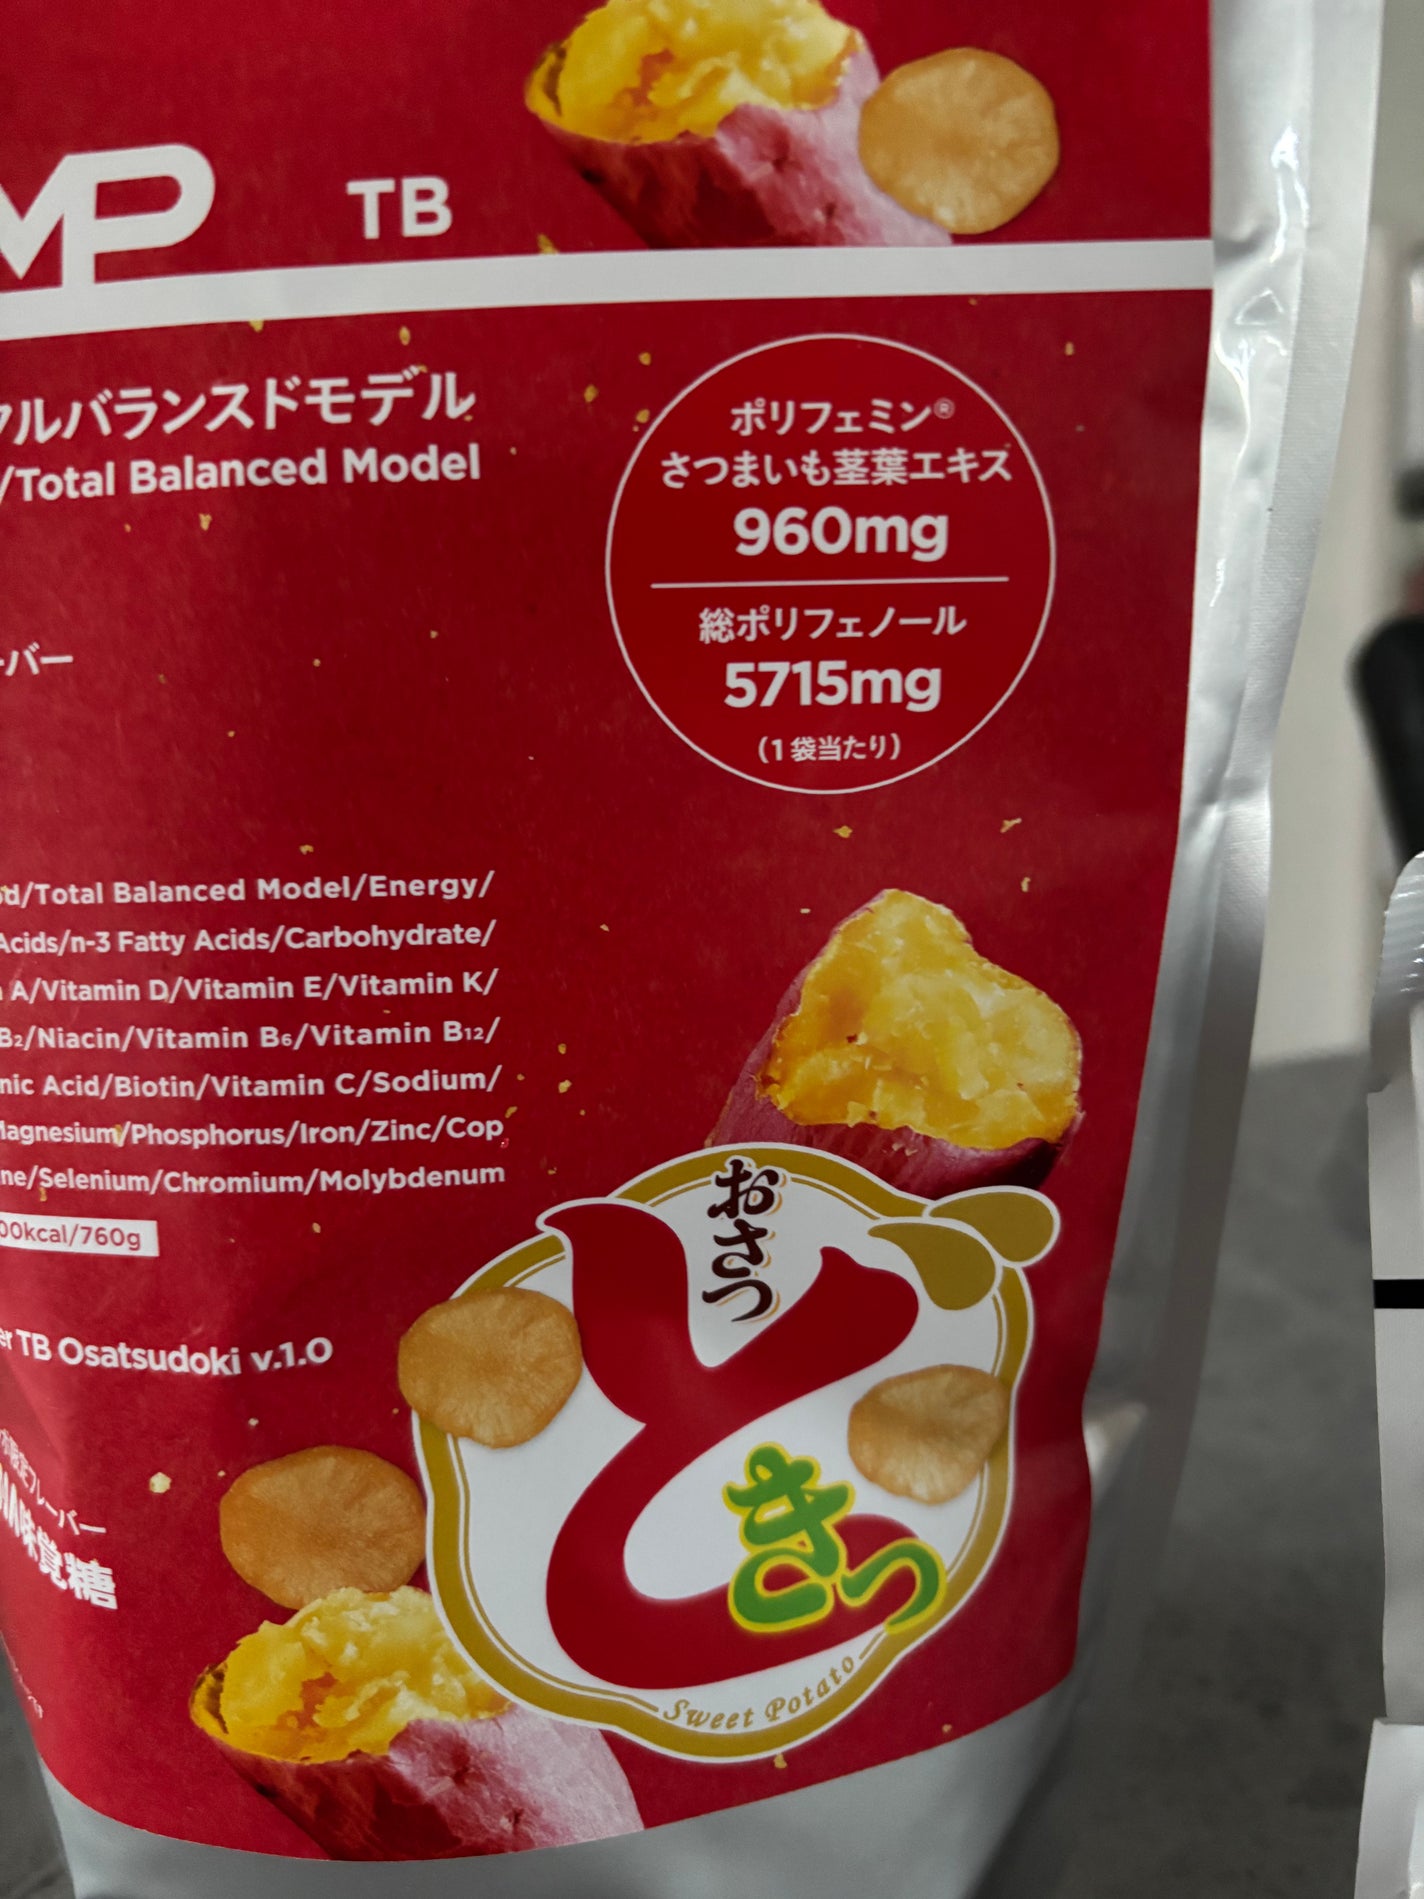 MP TB
ルバランスドモデル
/Total Balanced Model
ポリフェミン®
さつまいも茎葉エキス
960mg
総ポリフェノール
5715mg
(1袋当たり)
ーバー
od/Total Balanced Model/Energy/
Acids/n-3 Fatty Acids/Carbohydrate/
A/Vitamin D/Vitamin E/Vitamin K/
B2/Niacin/Vitamin B6/Vitamin B12/
nic Acid/Biotin/Vitamin C/Sodium/
Magnesium/Phosphorus/Iron/Zinc/Cop
ne/Selenium/Chromium/Molybdenum
00kcal/760g
er TB Osatsudoki v.1.0
限定フレーバー
味覚糖
おさつ
どきっ
Sweet Potato